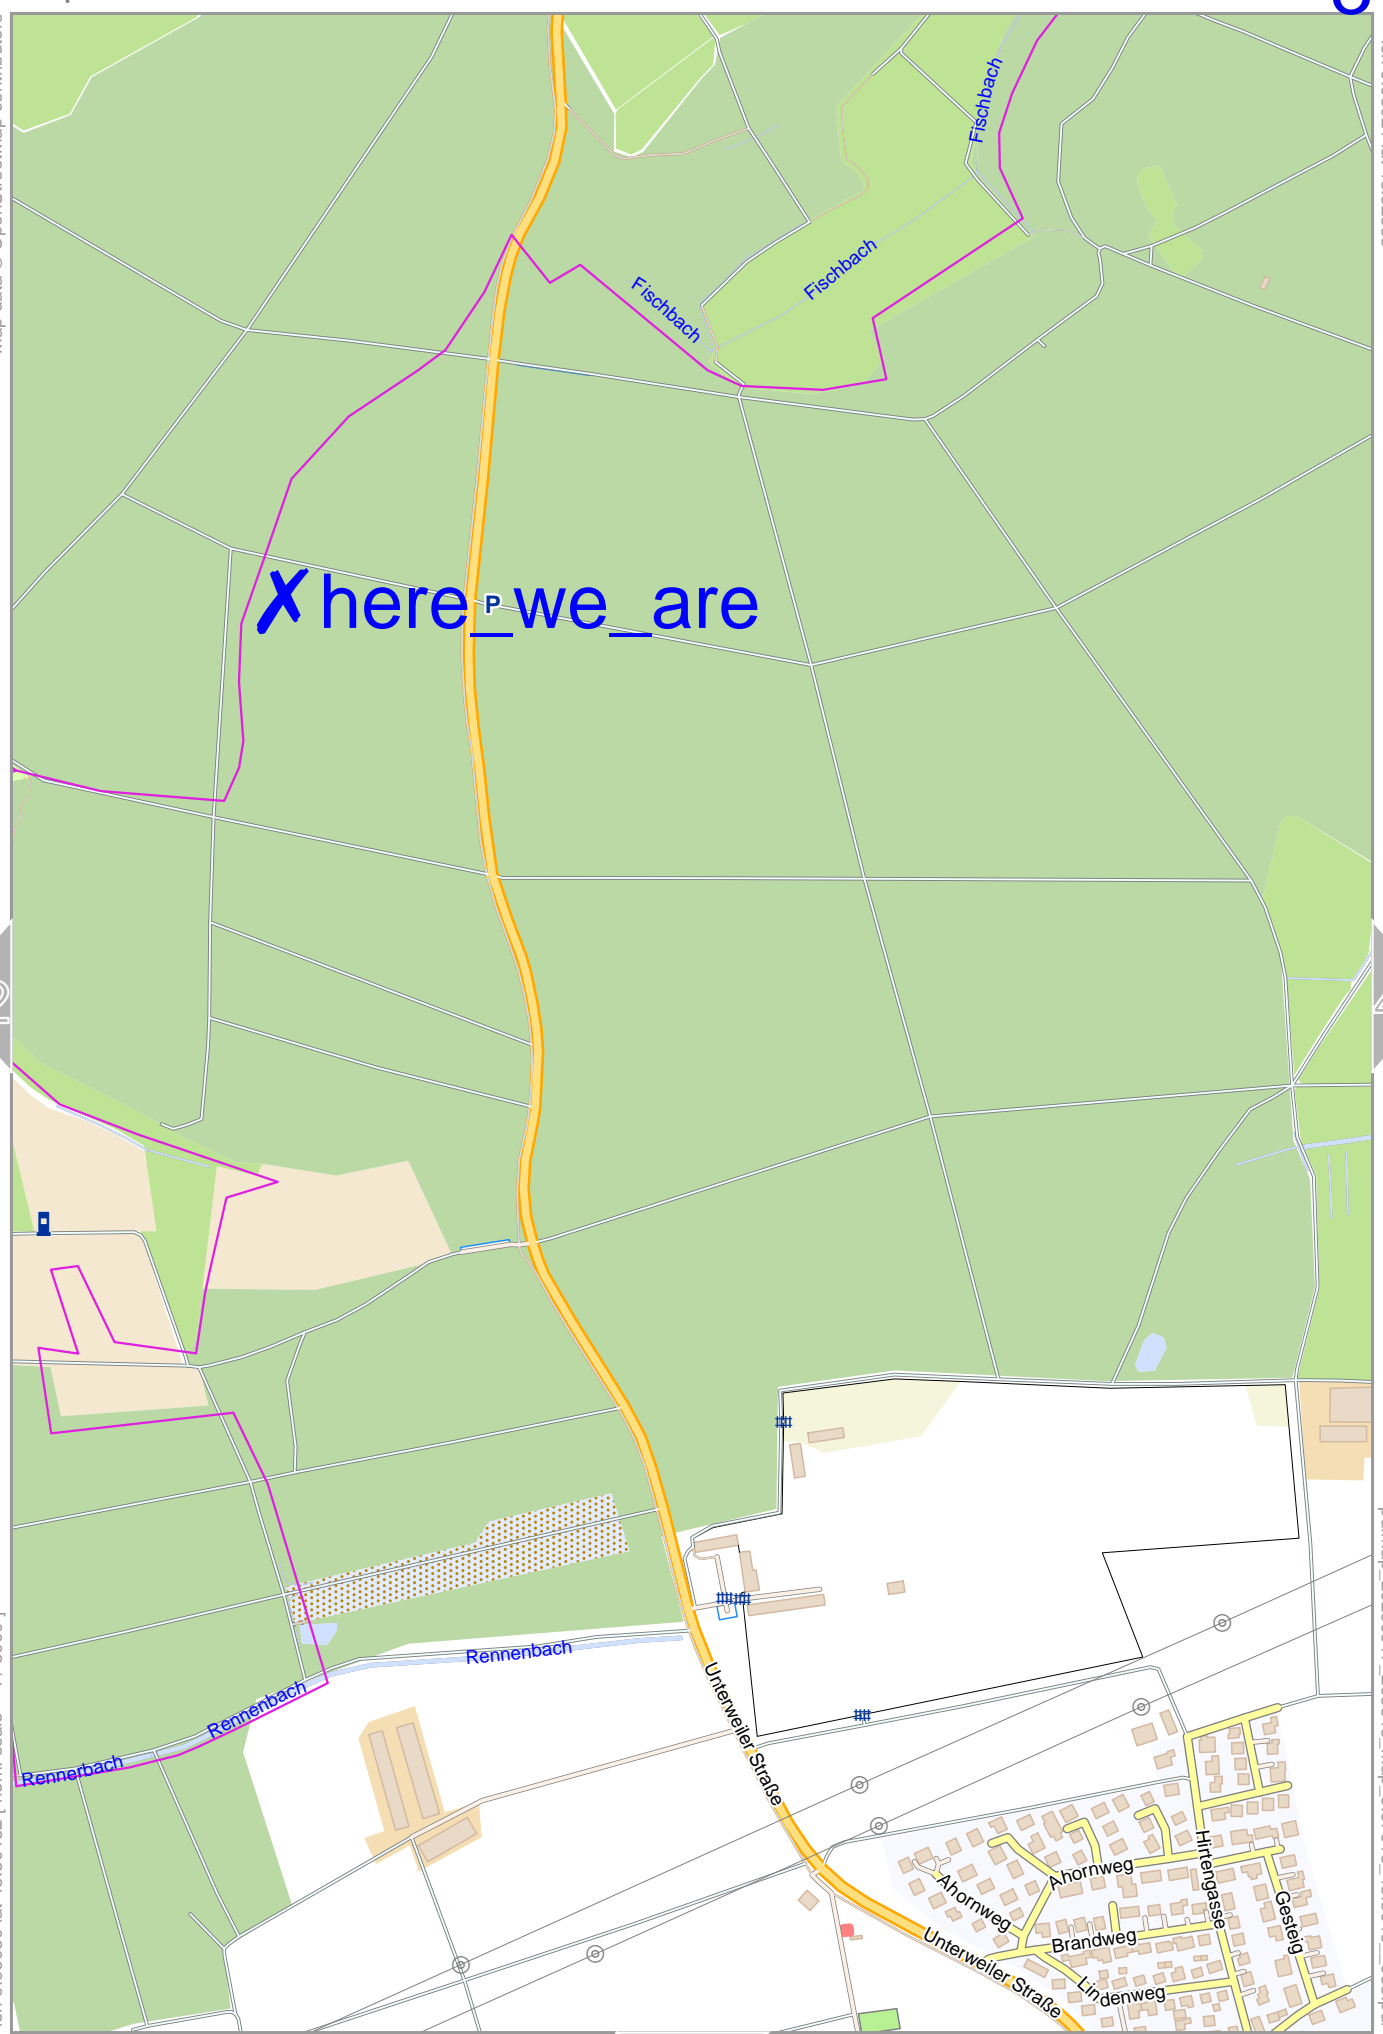 Fischbach
Fischbach
Fischbach
✗here_we_are
P
Rennenbach
Rennenbach
Rennerbach
Unterweiler Straße
Hirtengasse
Ahornweg
Ahornweg
Gesteig
Brandweg
Unterweiler Straße
Lindenweg